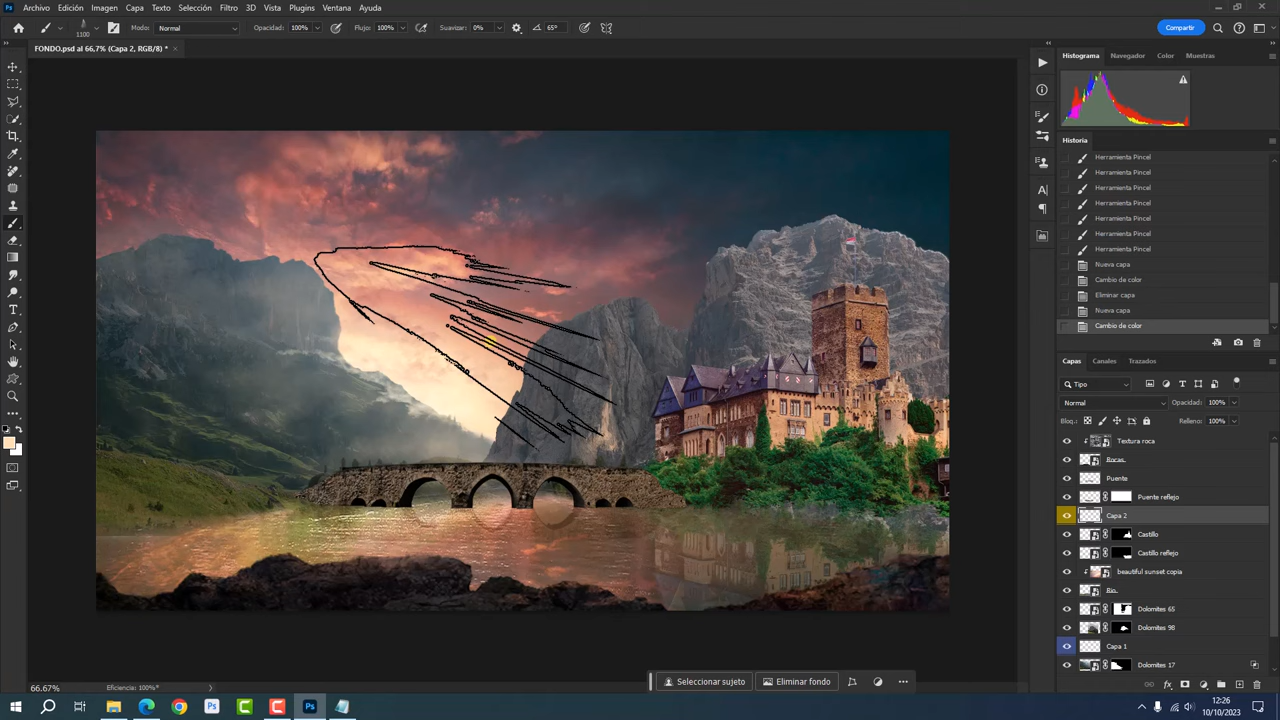 Ps Archivo Edición Imagen Capa Texto Selección Filtro 3D Vista Plugins Ventana Ayuda
1100 Modo: Normal Opacidad: 100% Flujo: 100% Suavizar: 0% 65° Compartir
FONDO.psd al 66,7% (Capa 2, RGB/8) * ×
Histograma Navegador Color Muestras
Historia
Herramienta Pincel
Herramienta Pincel
Herramienta Pincel
Herramienta Pincel
Herramienta Pincel
Herramienta Pincel
Herramienta Pincel
Nueva capa
Cambio de color
Eliminar capa
Nueva capa
Cambio de color
Capas Canales Trazados
Tipo
Normal Opacidad: 100%
Bloq.: Relleno: 100%
Textura roca
Rocas
Puente
Puente reflejo
Capa 2
Castillo
Castillo reflejo
beautiful sunset copia
Rio
Dolomites 65
Dolomites 98
Capa 1
Dolomites 17
Seleccionar sujeto Eliminar fondo
66.67% Eficiencia: 100%*
12:26
10/10/2023